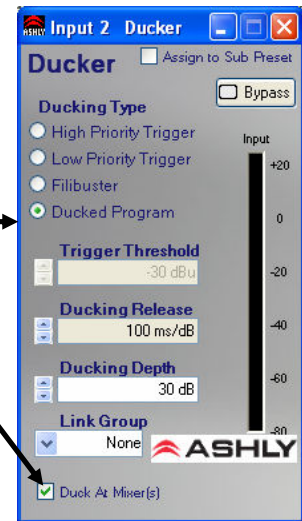 ASHLY Input 2 Ducker
Ducker
Assign to Sub Preset
Bypass
Ducking Type
High Priority Trigger
Low Priority Trigger
Filibuster
Ducked Program
Input
+20
0
-20
-40
-60
-80
Trigger Threshold
-30 dBu
Ducking Release
100 ms/dB
Ducking Depth
30 dB
Link Group
None
ASHLY
Duck At Mixer(s)